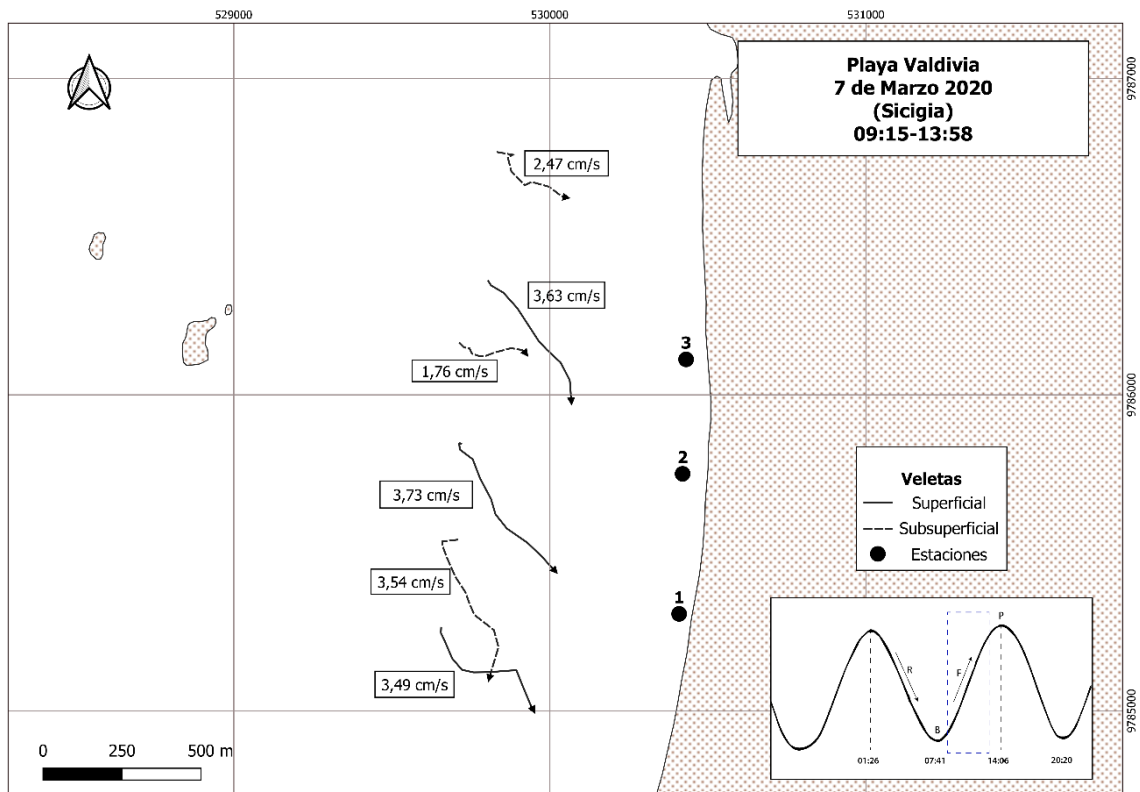 529000
530000
531000
Playa Valdivia
7 de Marzo 2020
(Sicigia)
09:15-13:58
9787000
2,47 cm/s
3,63 cm/s
3
1,76 cm/s
9786000
2
3,73 cm/s
Veletas
Superficial
Subsuperficial
Estaciones
3,54 cm/s
1
3,49 cm/s
9785000
P
R
F
B
01:26
07:41
14:06
20:20
0
250
500 m